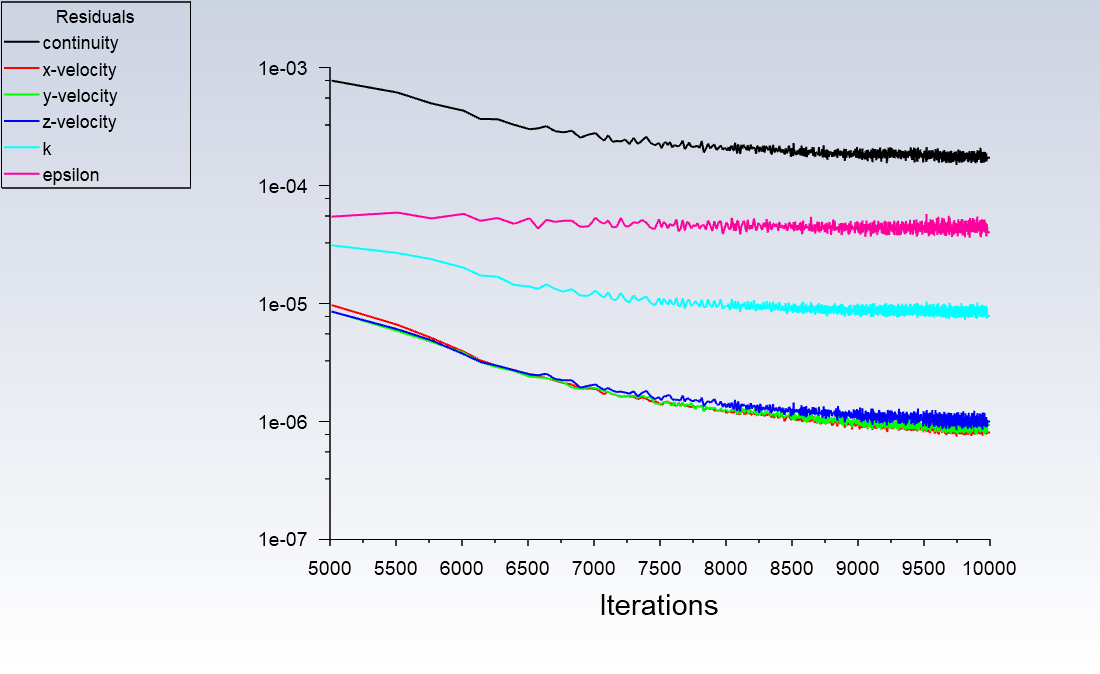 Residuals
continuity
x-velocity
y-velocity
z-velocity
k
epsilon
1e-03
1e-04
1e-05
1e-06
1e-07
5000 5500 6000 6500 7000 7500 8000 8500 9000 9500 10000
Iterations